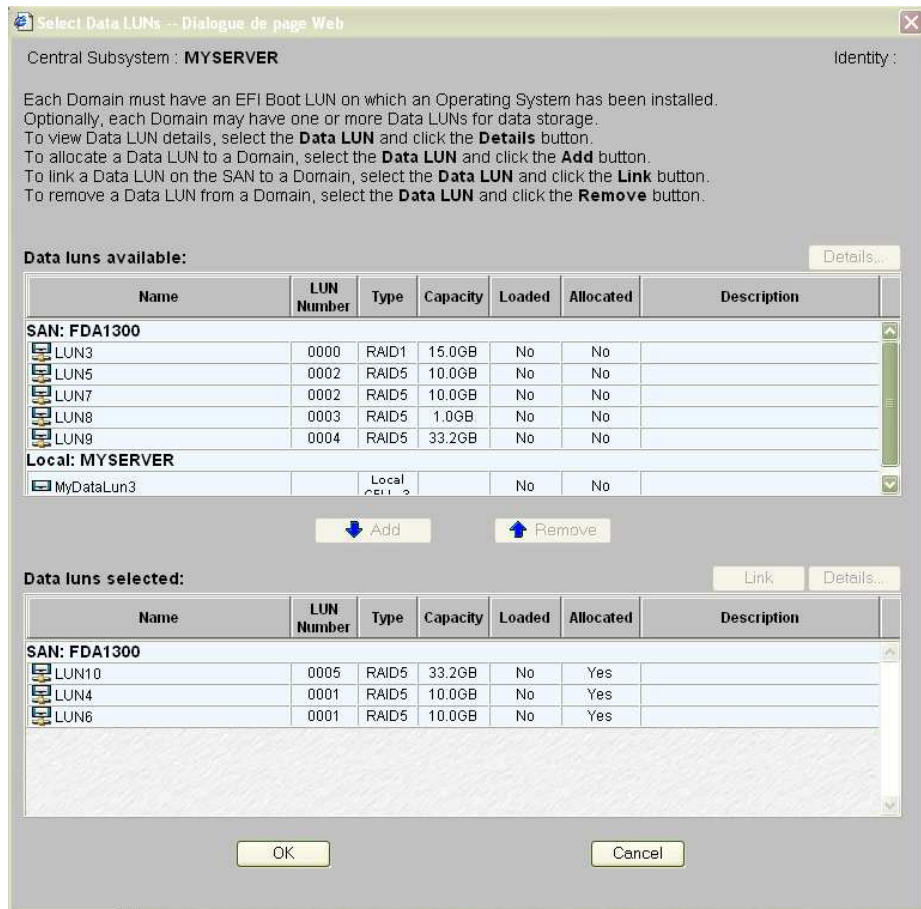 Select Data LUNs -- Dialogue de page Web
Central Subsystem : MYSERVER Identity :
Each Domain must have an EFI Boot LUN on which an Operating System has been installed.
Optionally, each Domain may have one or more Data LUNs for data storage.
To view Data LUN details, select the Data LUN and click the Details button.
To allocate a Data LUN to a Domain, select the Data LUN and click the Add button.
To link a Data LUN on the SAN to a Domain, select the Data LUN and click the Link button.
To remove a Data LUN from a Domain, select the Data LUN and click the Remove button.
Data luns available: Details...
Name LUN Number Type Capacity Loaded Allocated Description
SAN: FDA1300
LUN3 0000 RAID1 15.0GB No No
LUN5 0002 RAID5 10.0GB No No
LUN7 0002 RAID5 10.0GB No No
LUN8 0003 RAID5 1.0GB No No
LUN9 0004 RAID5 33.2GB No No
Local: MYSERVER
MyDataLun3 Local No No
Add Remove
Data luns selected: Link Details...
Name LUN Number Type Capacity Loaded Allocated Description
SAN: FDA1300
LUN10 0005 RAID5 33.2GB No Yes
LUN4 0001 RAID5 10.0GB No Yes
LUN6 0001 RAID5 10.0GB No Yes
OK Cancel